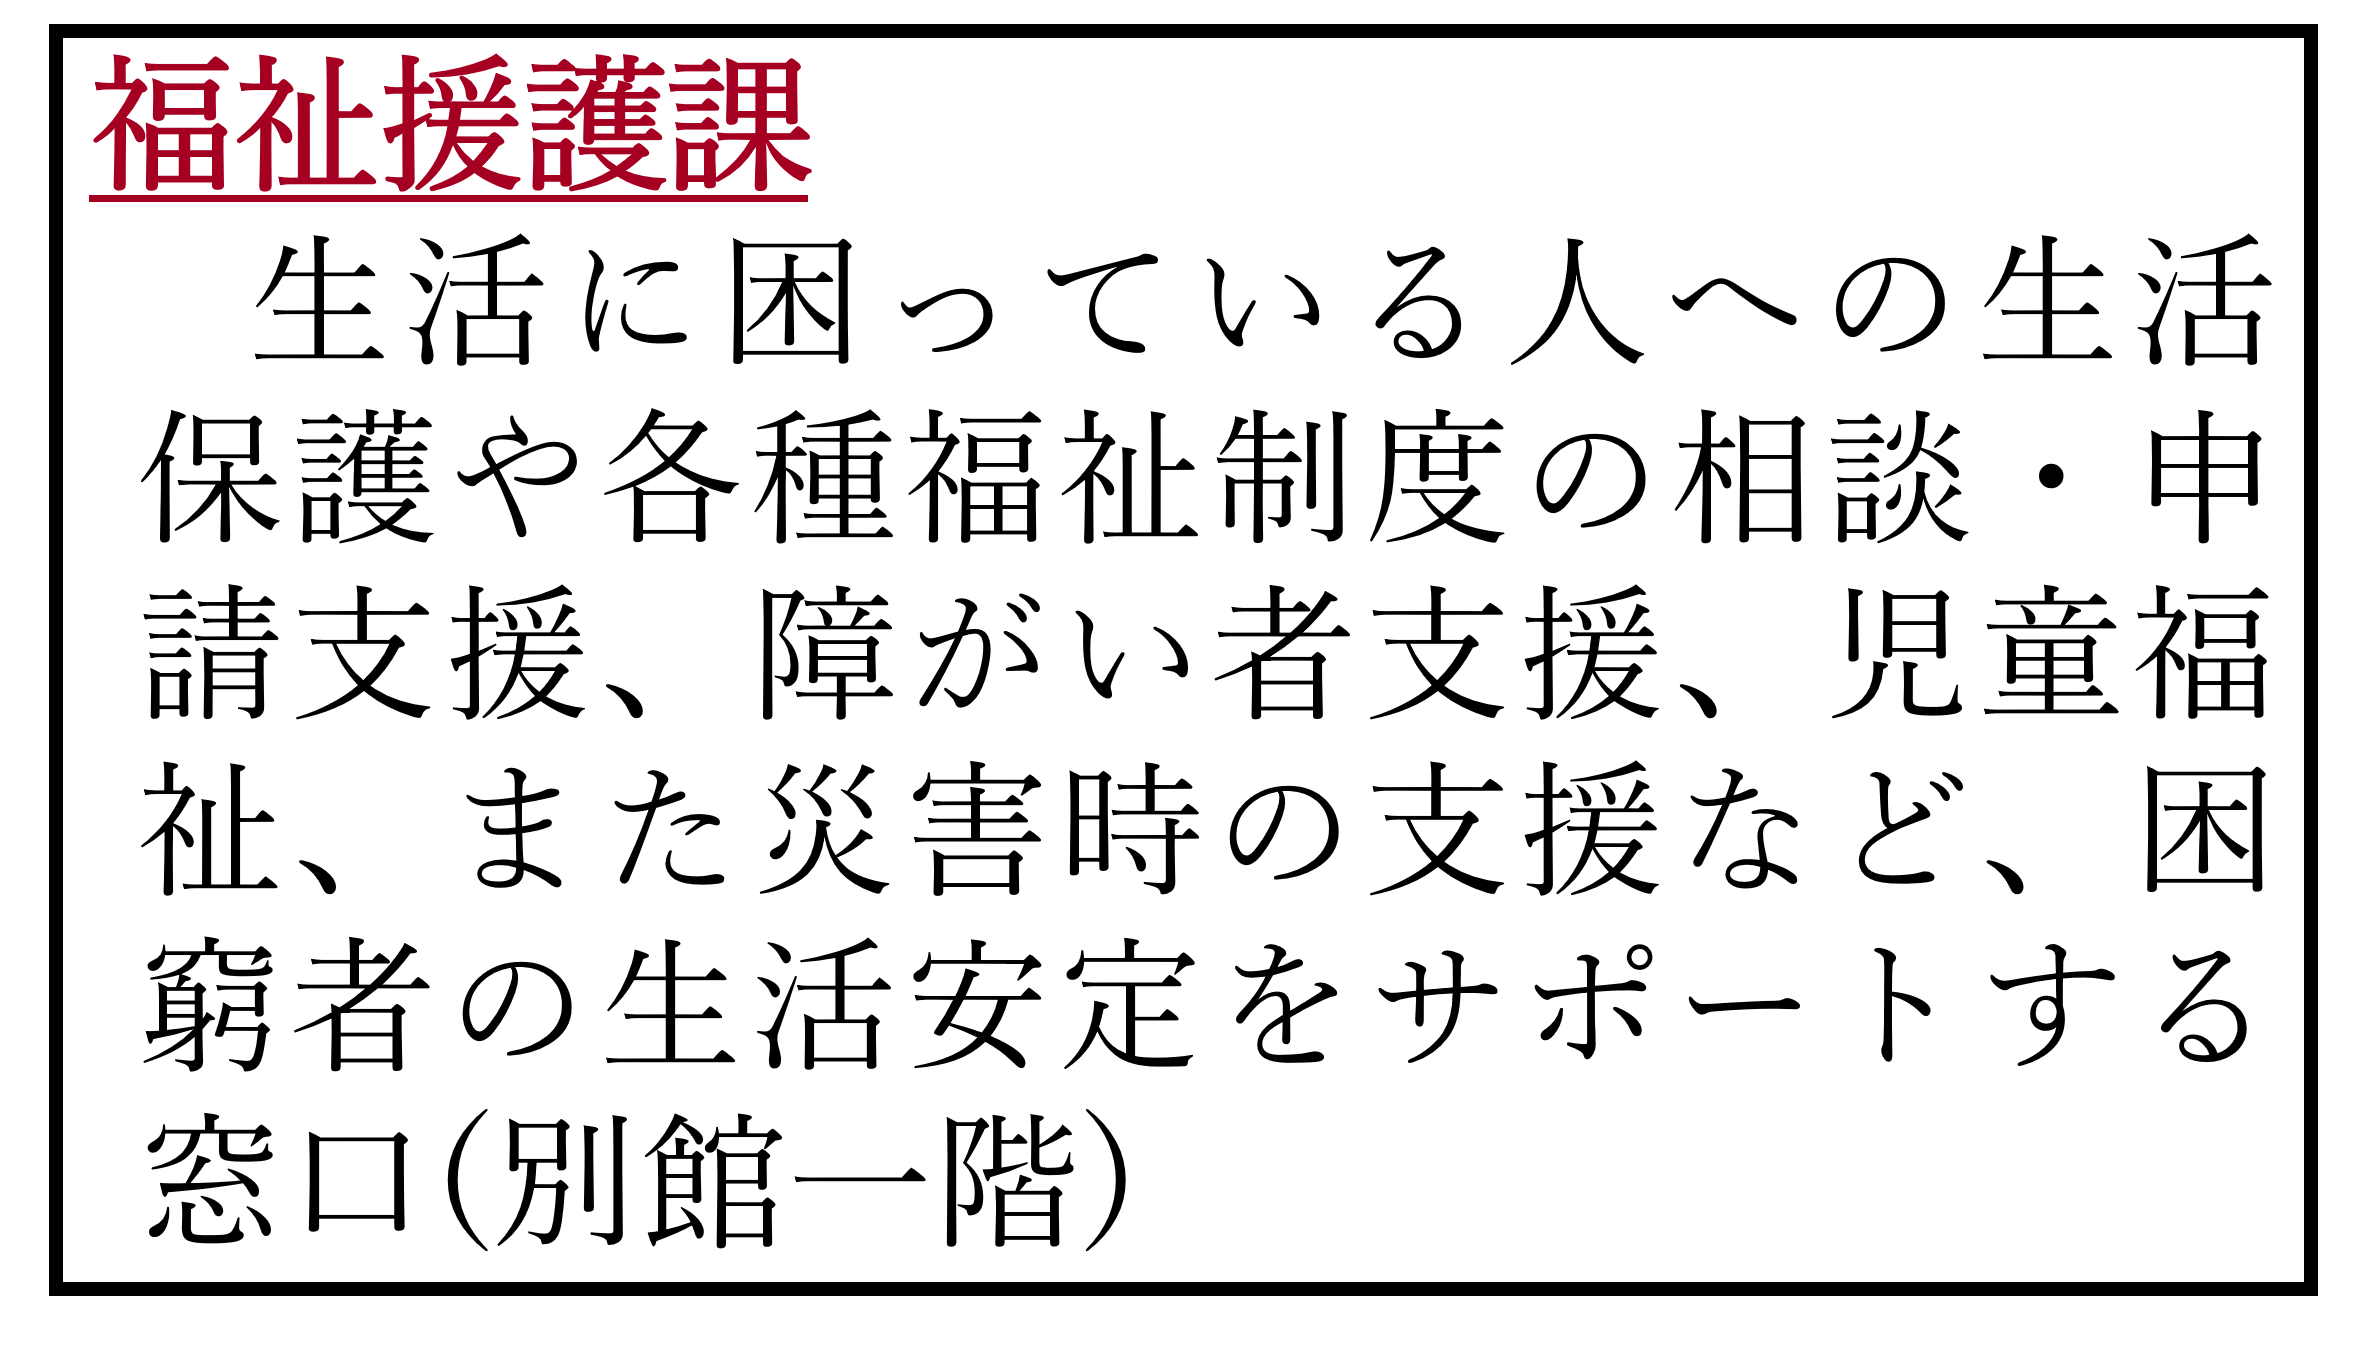 福祉援護課
生活に困っている人への生活
保護や各種福祉制度の相談・申
請支援、障がい者支援、児童福
祉、また災害時の支援など、困
窮者の生活安定をサポートする
窓口(別館一階)